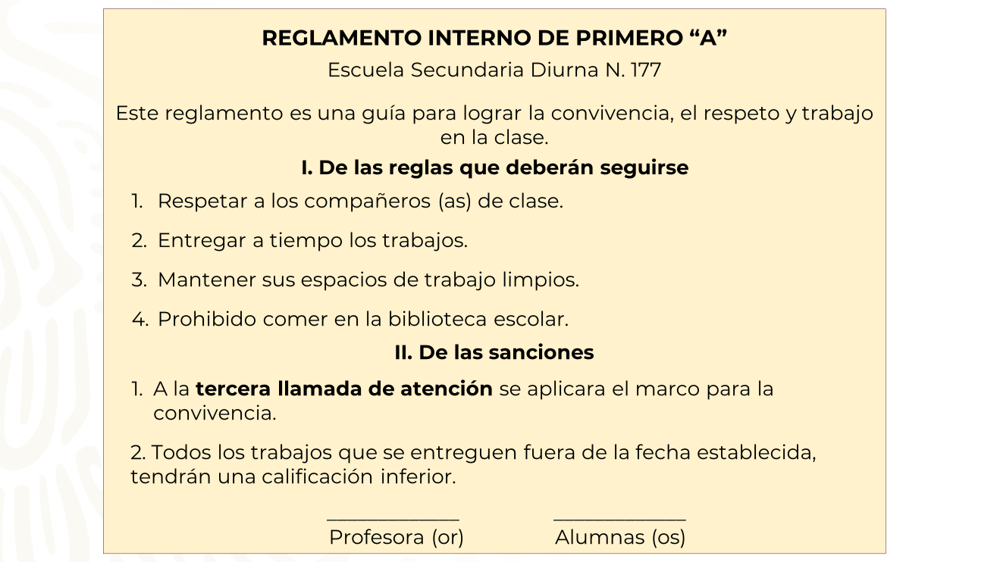 REGLAMENTO INTERNO DE PRIMERO “A”
Escuela Secundaria Diurna N. 177
Este reglamento es una guía para lograr la convivencia, el respeto y trabajo
en la clase.
I. De las reglas que deberán seguirse
1. Respetar a los compañeros (as) de clase.
2. Entregar a tiempo los trabajos.
3. Mantener sus espacios de trabajo limpios.
4. Prohibido comer en la biblioteca escolar.
II. De las sanciones
1. A la tercera llamada de atención se aplicara el marco para la
convivencia.
2. Todos los trabajos que se entreguen fuera de la fecha establecida,
tendrán una calificación inferior.
_____________ _____________
Profesora (or) Alumnas (os)